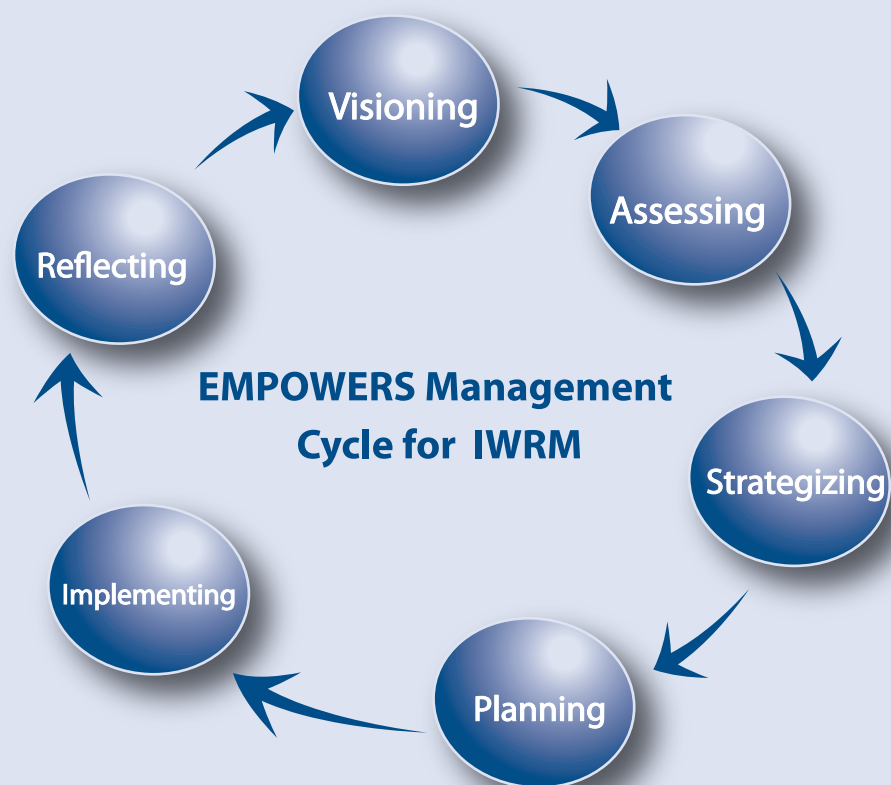 Visioning
Assessing
Reflecting
EMPOWERS Management
Cycle for IWRM
Strategizing
Implementing
Planning